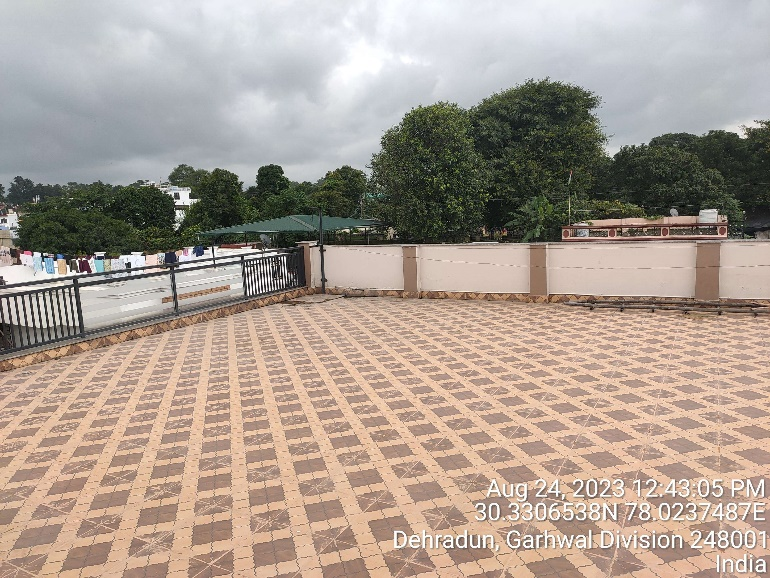 Aug 24, 2023 12:43:05 PM
30.3306538N 78.0237487E
Dehradun, Garhwal Division 248001
India